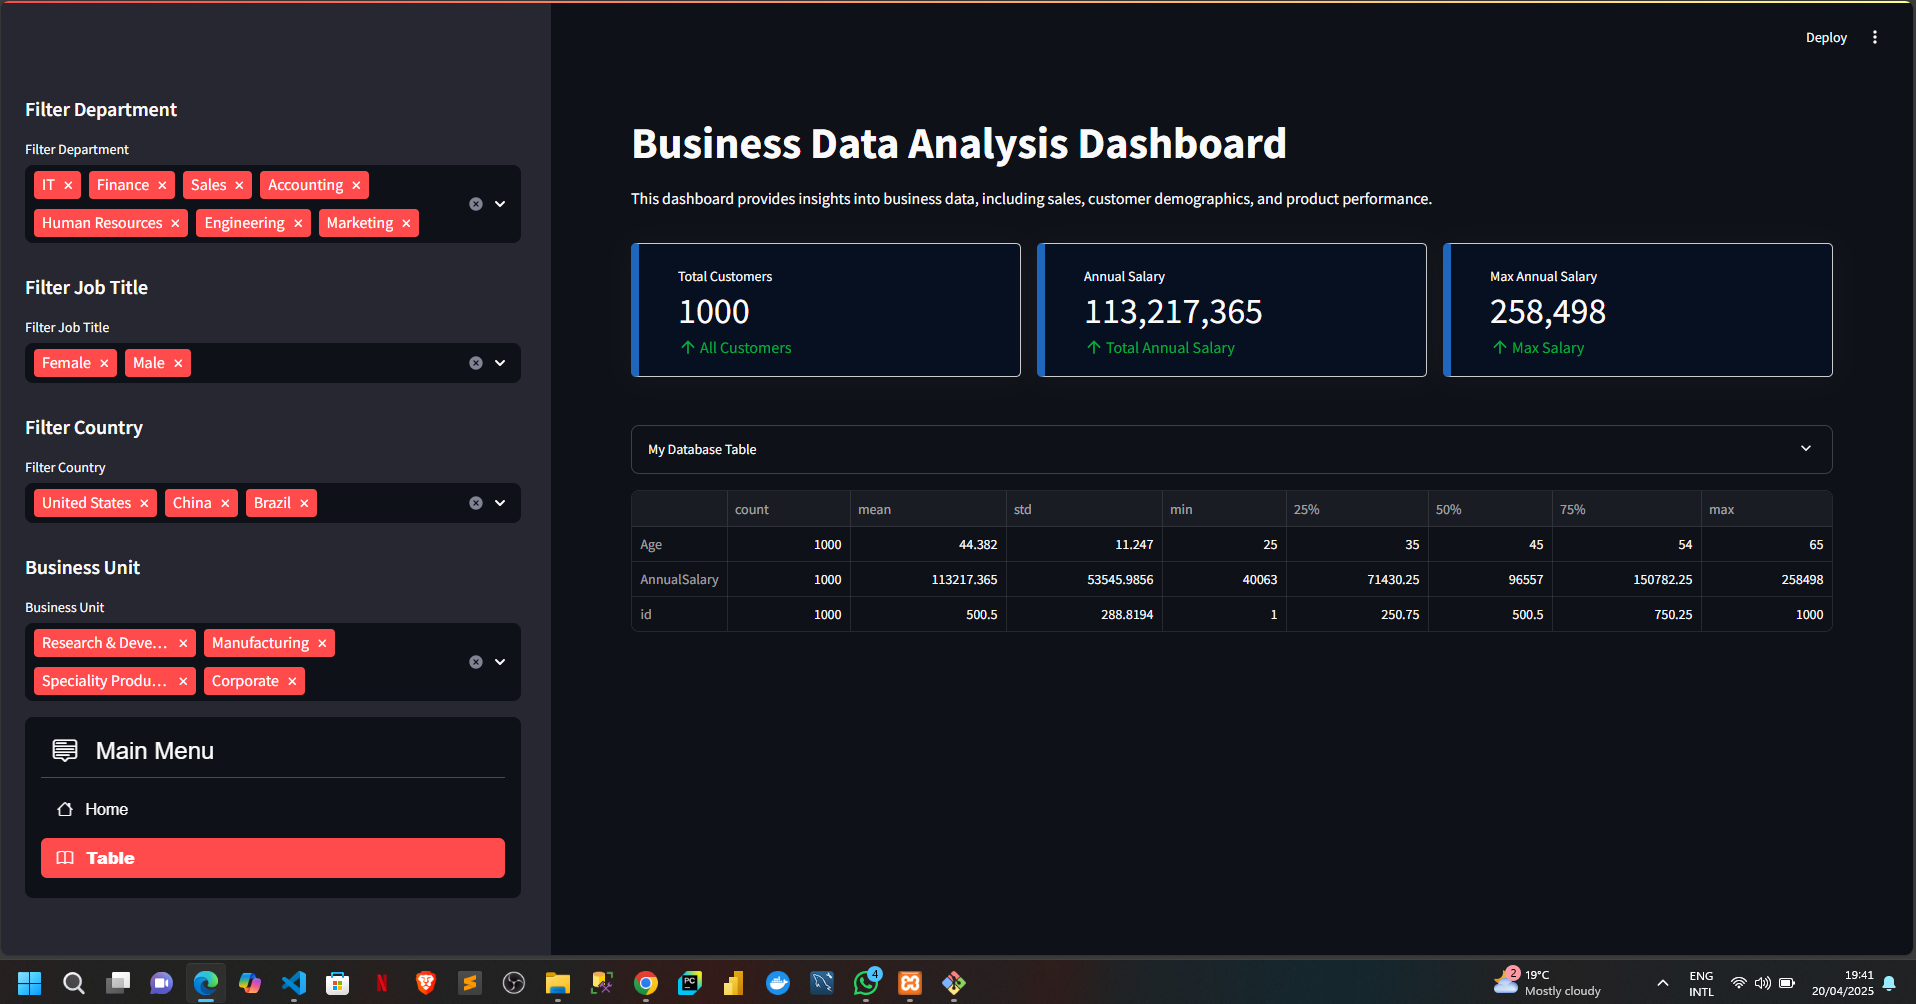 Deploy
Filter Department
Filter Department
IT × Finance × Sales × Accounting ×
Human Resources × Engineering × Marketing ×
Filter Job Title
Filter Job Title
Female × Male ×
Filter Country
Filter Country
United States × China × Brazil ×
Business Unit
Business Unit
Research & Deve... × Manufacturing ×
Speciality Produ... × Corporate ×
Main Menu
Home
Table
Business Data Analysis Dashboard
This dashboard provides insights into business data, including sales, customer demographics, and product performance.
Total Customers
1000
↑ All Customers
Annual Salary
113,217,365
↑ Total Annual Salary
Max Annual Salary
258,498
↑ Max Salary
My Database Table
count mean std min 25% 50% 75% max
Age 1000 44.382 11.247 25 35 45 54 65
AnnualSalary 1000 113217.365 53545.9856 40063 71430.25 96557 150782.25 258498
id 1000 500.5 288.8194 1 250.75 500.5 750.25 1000
N
PC
4
2
19°C
Mostly cloudy
ENG
INTL
19:41
20/04/2025